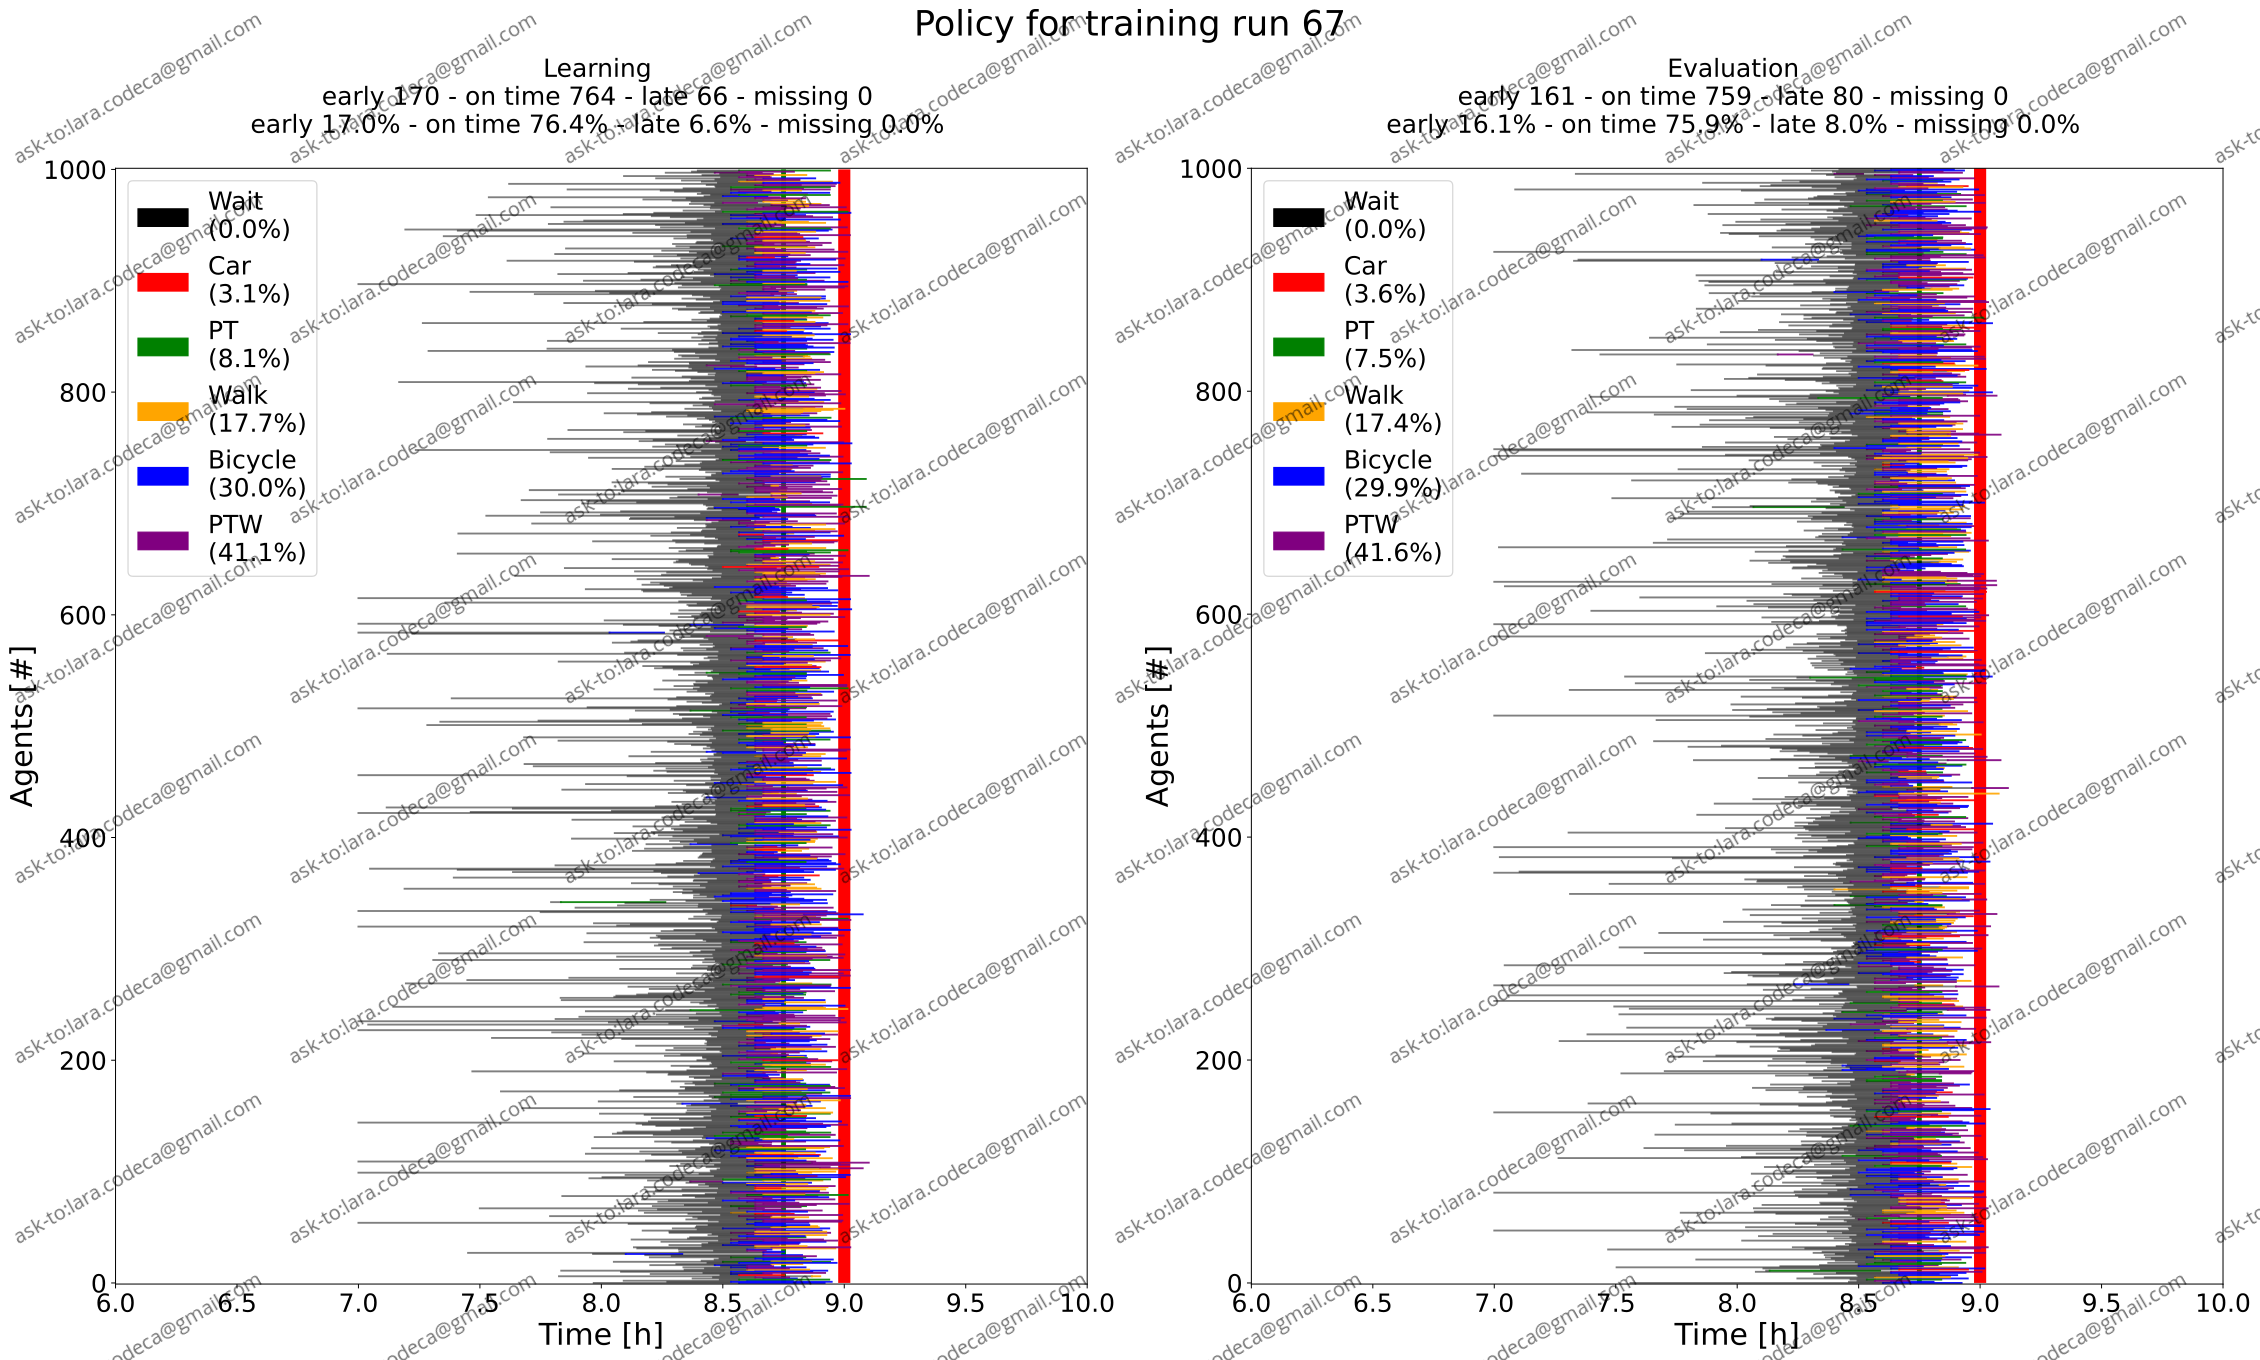 Policy for training run 67
Learning
early 170 - on time 764 - late 66 - missing 0
early 17.0% - on time 76.4% - late 6.6% - missing 0.0%
1000
800
600
400
200
0
Agents [#]
Wait
(0.0%)
Car
(3.1%)
PT
(8.1%)
Walk
(17.7%)
Bicycle
(30.0%)
PTW
(41.1%)
6.0 6.5 7.0 7.5 8.0 8.5 9.0 9.5 10.0
Time [h]
Evaluation
early 161 - on time 759 - late 80 - missing 0
early 16.1% - on time 75.9% - late 8.0% - missing 0.0%
1000
800
600
400
200
0
Agents [#]
Wait
(0.0%)
Car
(3.6%)
PT
(7.5%)
Walk
(17.4%)
Bicycle
(29.9%)
PTW
(41.6%)
6.0 6.5 7.0 7.5 8.0 8.5 9.0 9.5 10.0
Time [h]
ask-to:lara.codeca@gmail.com